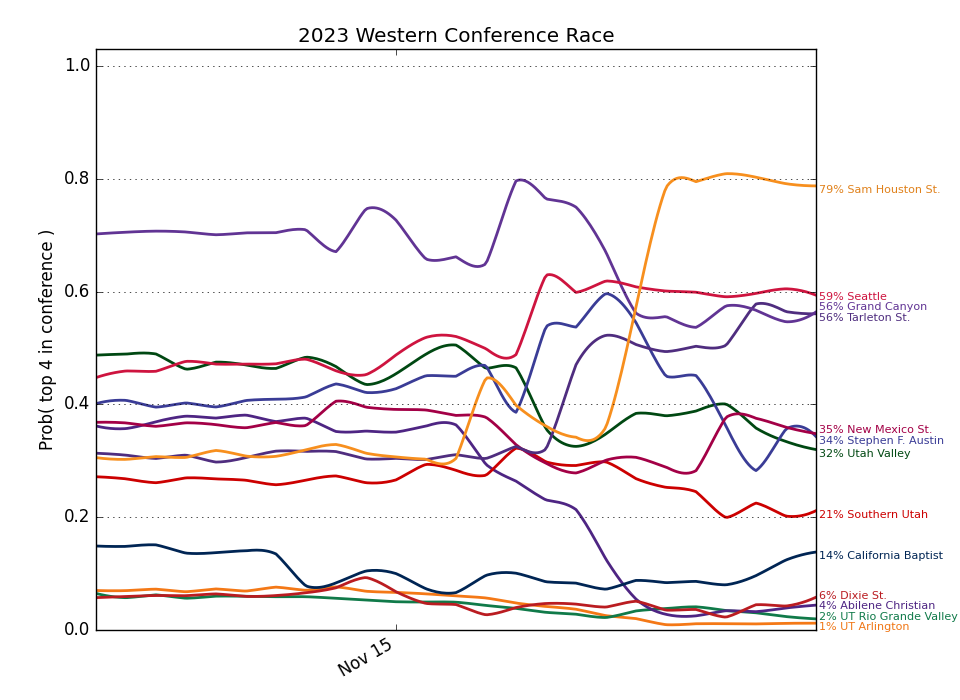 2023 Western Conference Race
Prob( top 4 in conference )
1.0
0.8
0.6
0.4
0.2
0.0
Nov 15
79% Sam Houston St.
59% Seattle
56% Grand Canyon
56% Tarleton St.
35% New Mexico St.
34% Stephen F. Austin
32% Utah Valley
21% Southern Utah
14% California Baptist
6% Dixie St.
4% Abilene Christian
2% UT Rio Grande Valley
1% UT Arlington